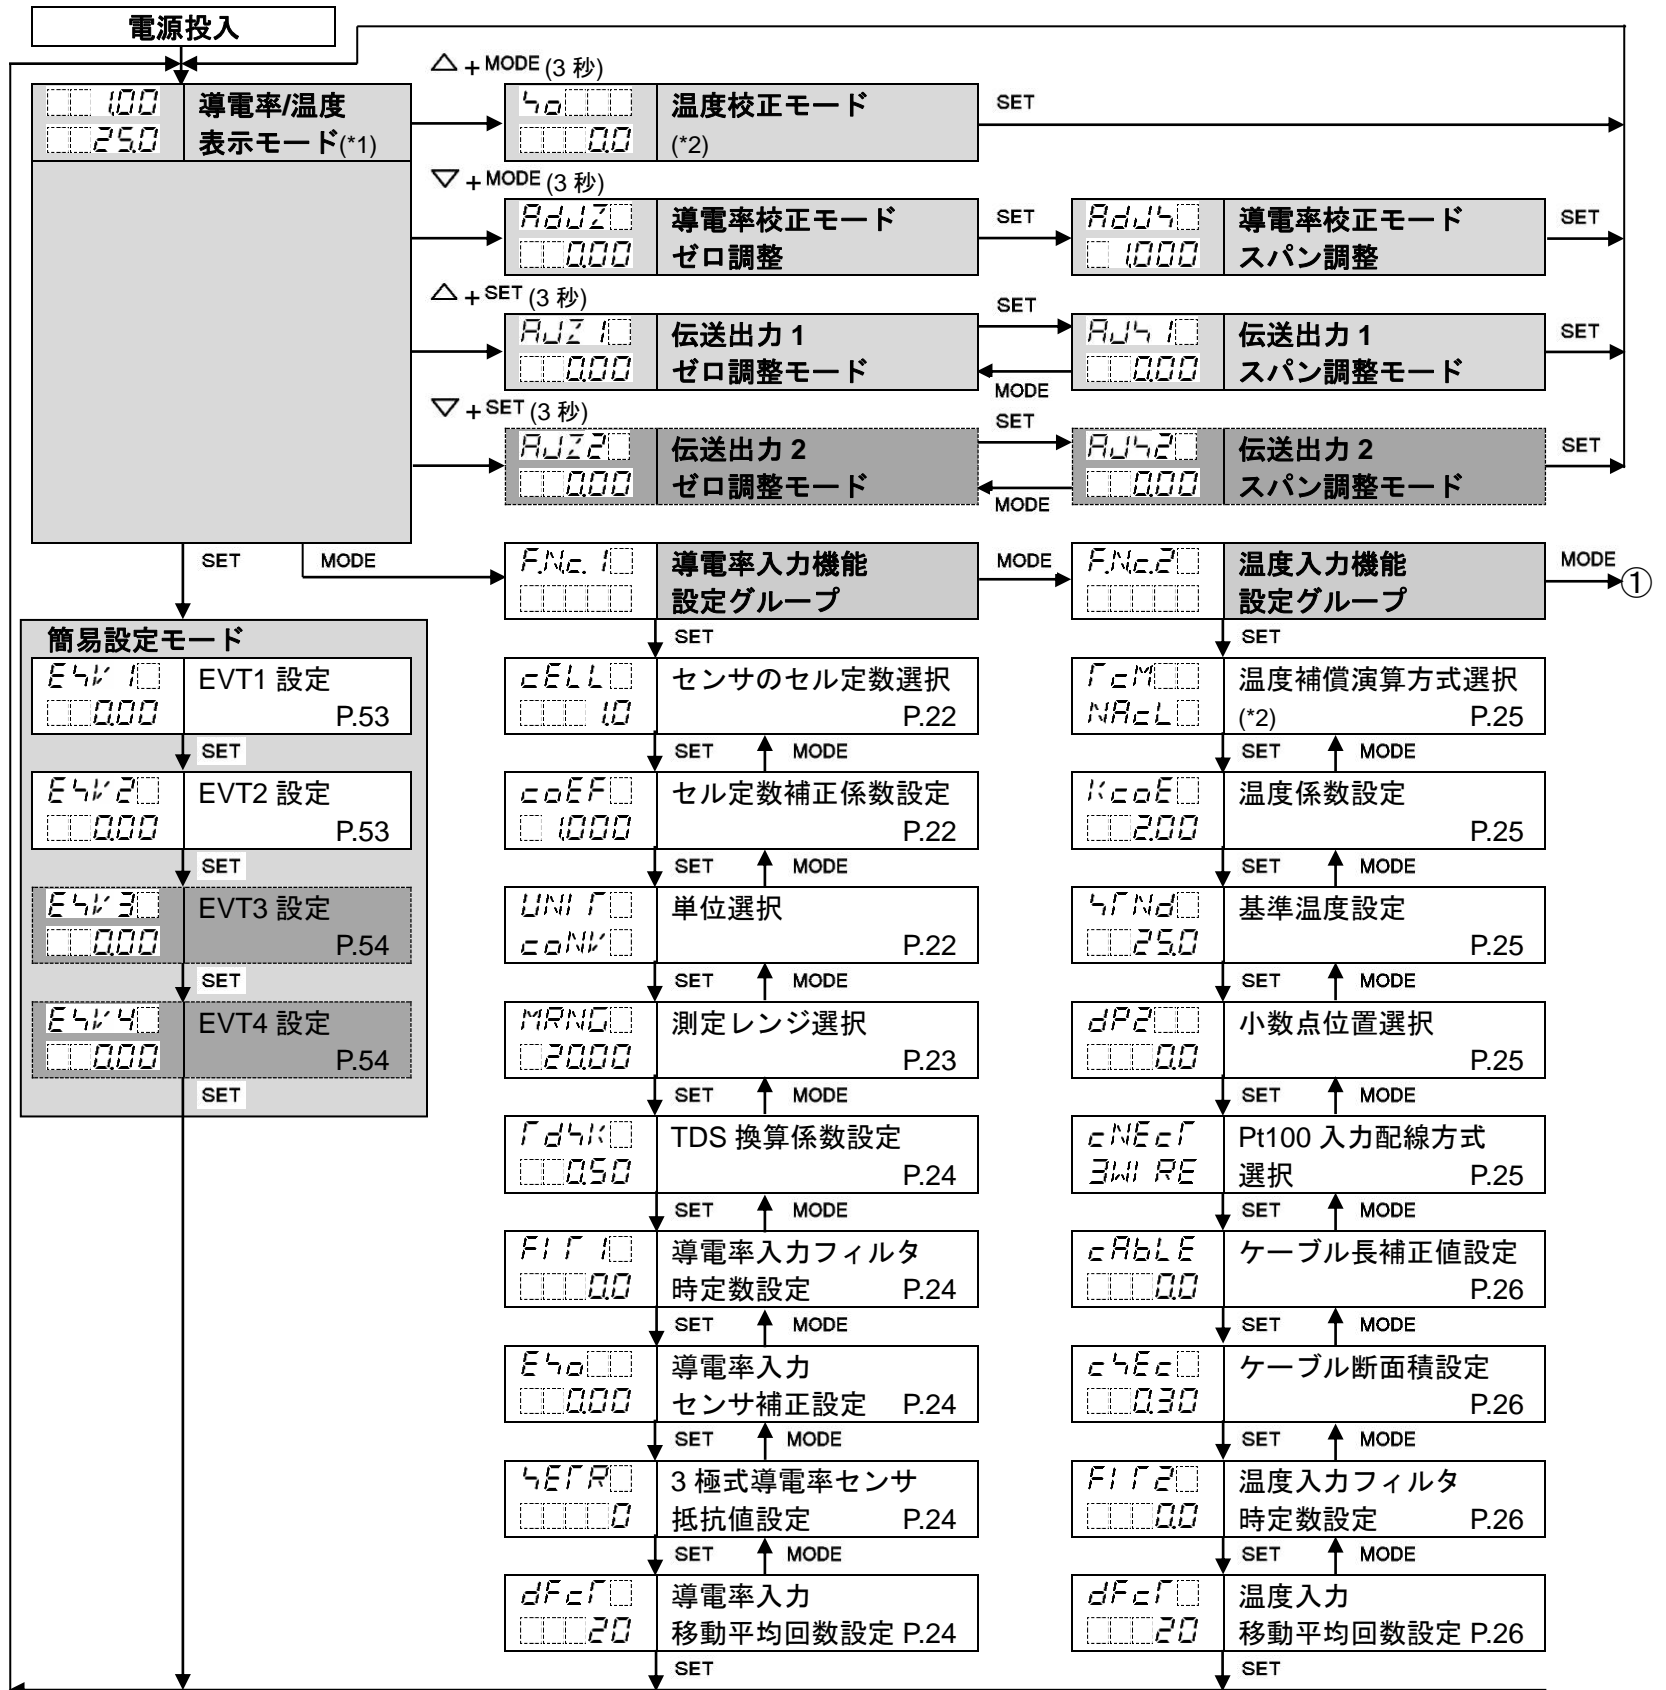 電源投入
△ + MODE (3 秒)
1.00 導電率/温度
25.0 表示モード(*1)
So 温度校正モード
0.0 (*2)
SET
▽ + MODE (3 秒)
AdJZ 導電率校正モード
0.00 ゼロ調整
SET
AdJS 導電率校正モード
1.000 スパン調整
SET
△ + SET (3 秒)
AJZ1 伝送出力 1
0.00 ゼロ調整モード
SET
MODE
AJS1 伝送出力 1
0.00 スパン調整モード
SET
▽ + SET (3 秒)
AJZ2 伝送出力 2
0.00 ゼロ調整モード
SET
MODE
AJS2 伝送出力 2
0.00 スパン調整モード
SET
SET
MODE
F.N.c. 1 導電率入力機能
設定グループ
MODE
F.N.c.2 温度入力機能
設定グループ
MODE
①
簡易設定モード
ESV1 EVT1 設定
0.00 P.53
SET
ESV2 EVT2 設定
0.00 P.53
SET
ESV3 EVT3 設定
0.00 P.54
SET
ESV4 EVT4 設定
0.00 P.54
SET
SET
cELL センサのセル定数選択
1.0 P.22
SET MODE
coEF セル定数補正係数設定
1.000 P.22
SET MODE
UNIT 単位選択
coNV P.22
SET MODE
MRNG 測定レンジ選択
20.00 P.23
SET MODE
TdSK TDS 換算係数設定
0.50 P.24
SET MODE
FIT1 導電率入力フィルタ
0.0 時定数設定 P.24
SET MODE
ESo 導電率入力
0.00 センサ補正設定 P.24
SET MODE
SETR 3 極式導電率センサ
0 抵抗値設定 P.24
SET MODE
dFcT 導電率入力
20 移動平均回数設定 P.24
SET
SET
TcM 温度補償演算方式選択
NAcL (*2) P.25
SET MODE
KcoE 温度係数設定
2.00 P.25
SET MODE
STNd 基準温度設定
25.0 P.25
SET MODE
dP2 小数点位置選択
0.0 P.25
SET MODE
cNEcT Pt100 入力配線方式
3WIRE 選択 P.25
SET MODE
cAbLE ケーブル長補正値設定
0.0 P.26
SET MODE
cSEc ケーブル断面積設定
0.30 P.26
SET MODE
FIT2 温度入力フィルタ
0.0 時定数設定 P.26
SET MODE
dFcT 温度入力
20 移動平均回数設定 P.26
SET